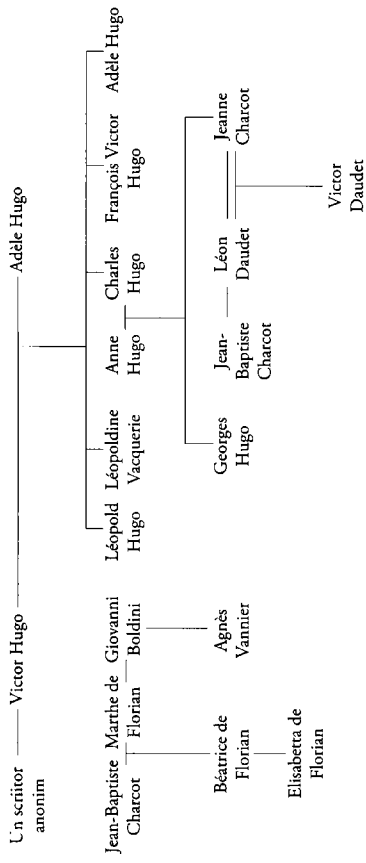 Un scriitor
anonim
Victor Hugo
Adèle Hugo
Jean-Baptiste
Charcot
Marthe de
Florian
Giovanni
Boldini
Léopold
Hugo
Léopoldine
Vacquerie
Anne
Hugo
Charles
Hugo
François Victor
Hugo
Adèle Hugo
Béatrice de
Florian
Agnès
Vannier
Georges
Hugo
Jean-
Baptiste
Charcot
Léon
Daudet
Jeanne
Charcot
Elisabetta de
Florian
Victor
Daudet